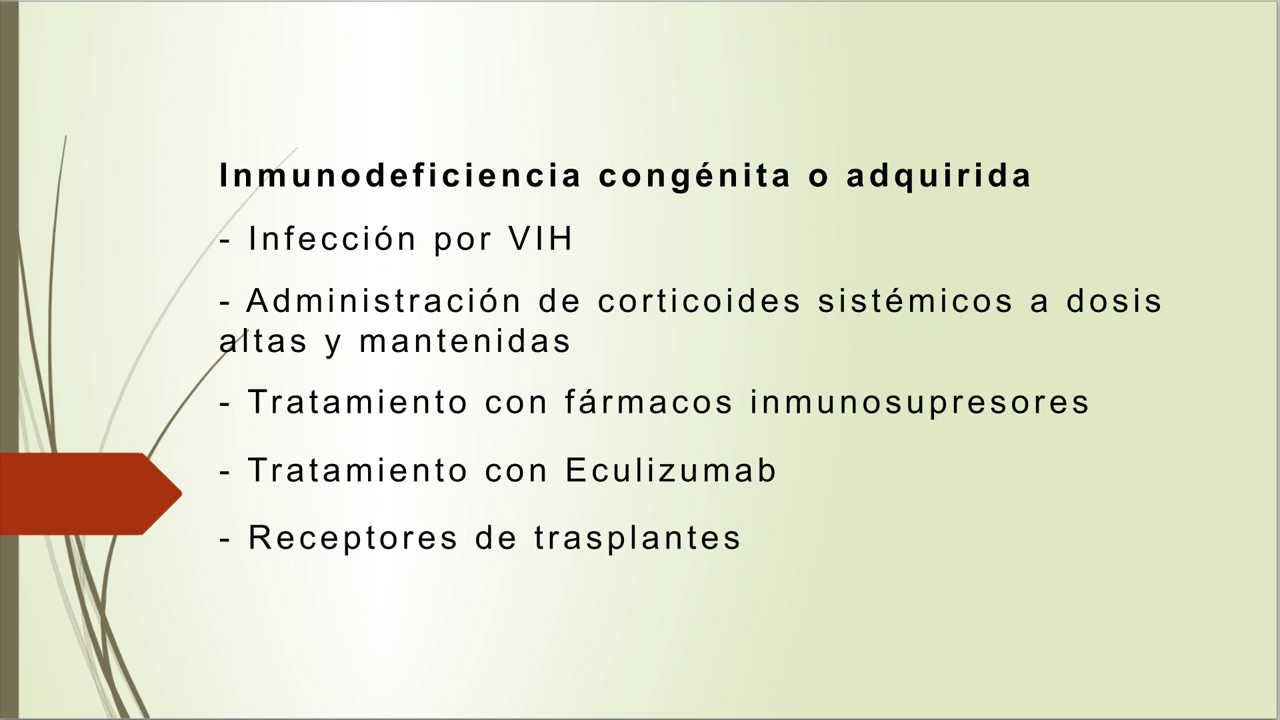 Inmunodeficiencia congénita o adquirida
- Infección por VIH
- Administración de corticoides sistémicos a dosis
altas y mantenidas
- Tratamiento con fármacos inmunosupresores
- Tratamiento con Eculizumab
- Receptores de trasplantes